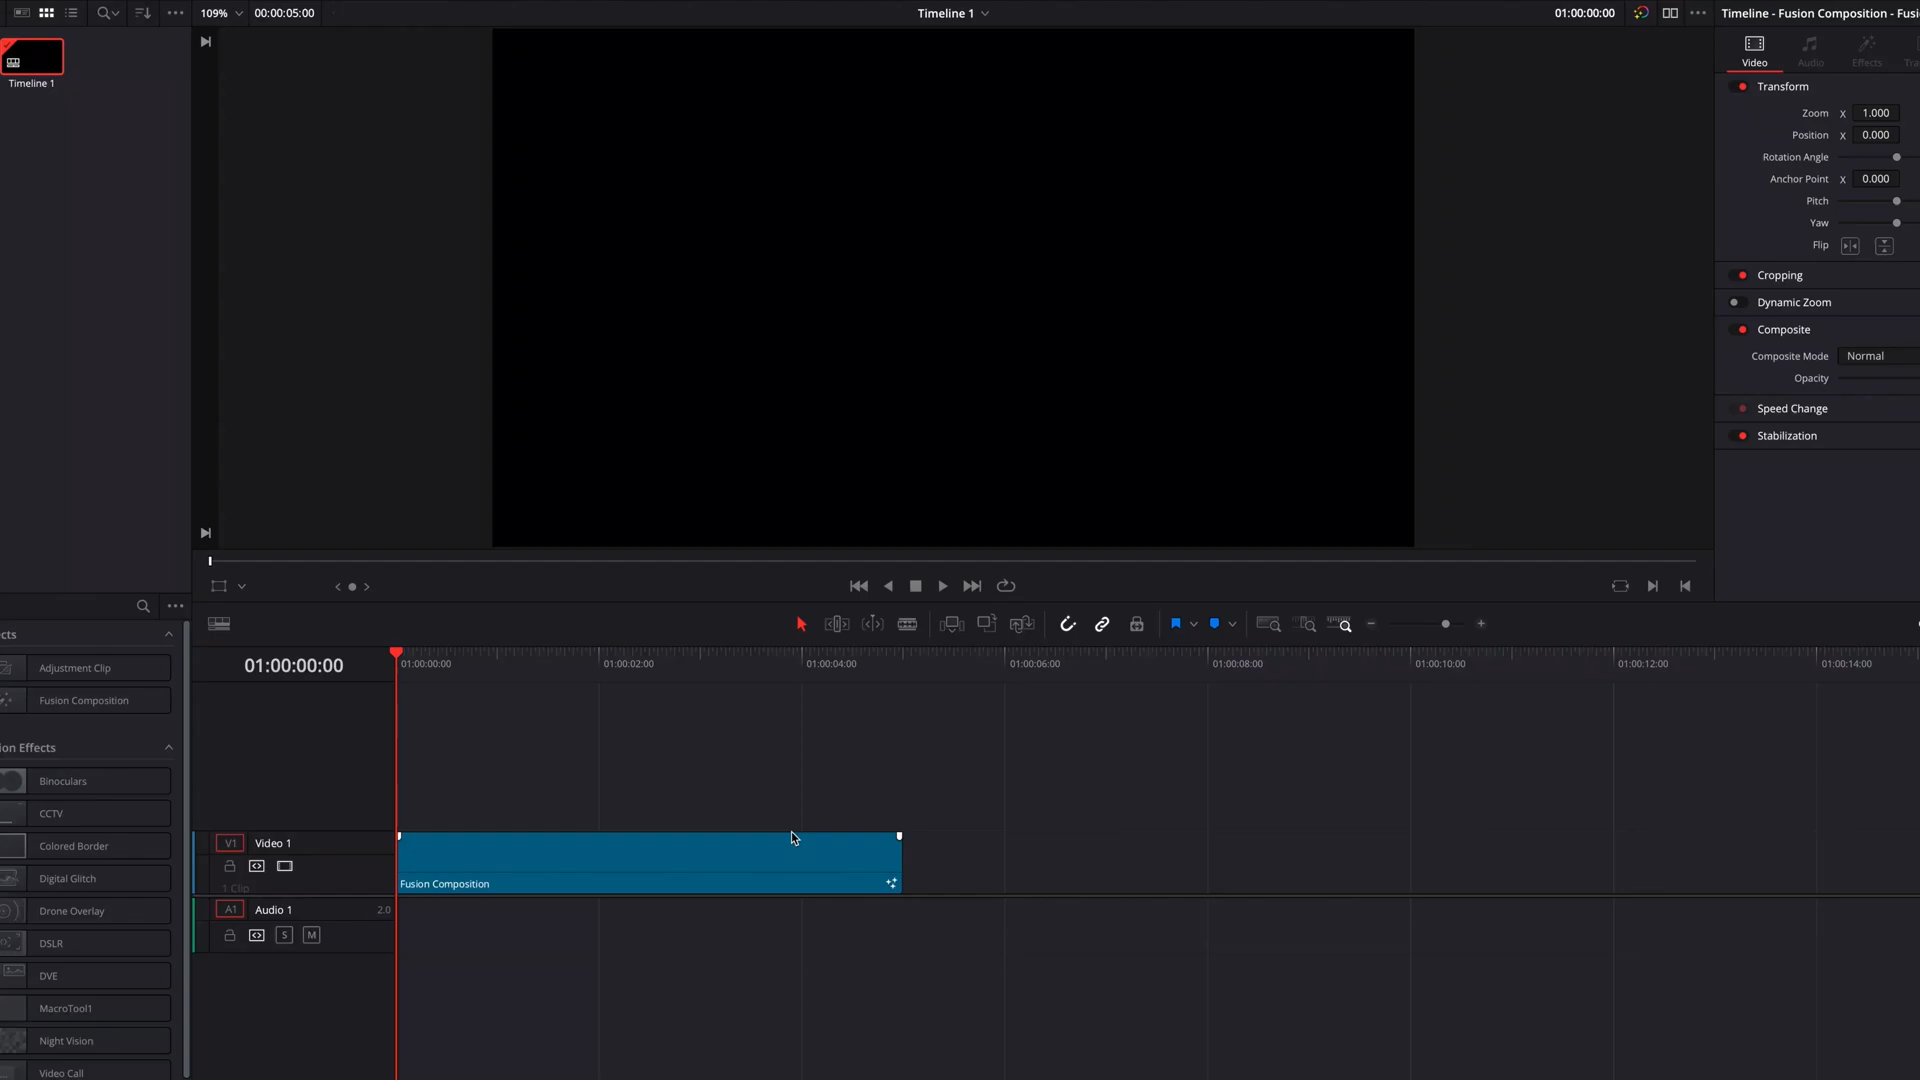 109%
00:00:05:00
Timeline 1
01:00:00:00
Timeline - Fusion Composition - Fusi
Timeline 1
Video
Audio
Effects
Tra
Transform
Zoom X 1.000
Position X 0.000
Rotation Angle
Anchor Point X 0.000
Pitch
Yaw
Flip
Cropping
Dynamic Zoom
Composite
Composite Mode Normal
Opacity
Speed Change
Stabilization
cts
Adjustment Clip
Fusion Composition
ion Effects
Binoculars
CCTV
Colored Border
Digital Glitch
Drone Overlay
DSLR
DVE
MacroTool1
Night Vision
Video Call
01:00:00:00
01:00:00:00
01:00:02:00
01:00:04:00
01:00:06:00
01:00:08:00
01:00:10:00
01:00:12:00
01:00:14:00
V1 Video 1
1 Clip
Fusion Composition
A1 Audio 1 2.0
S M